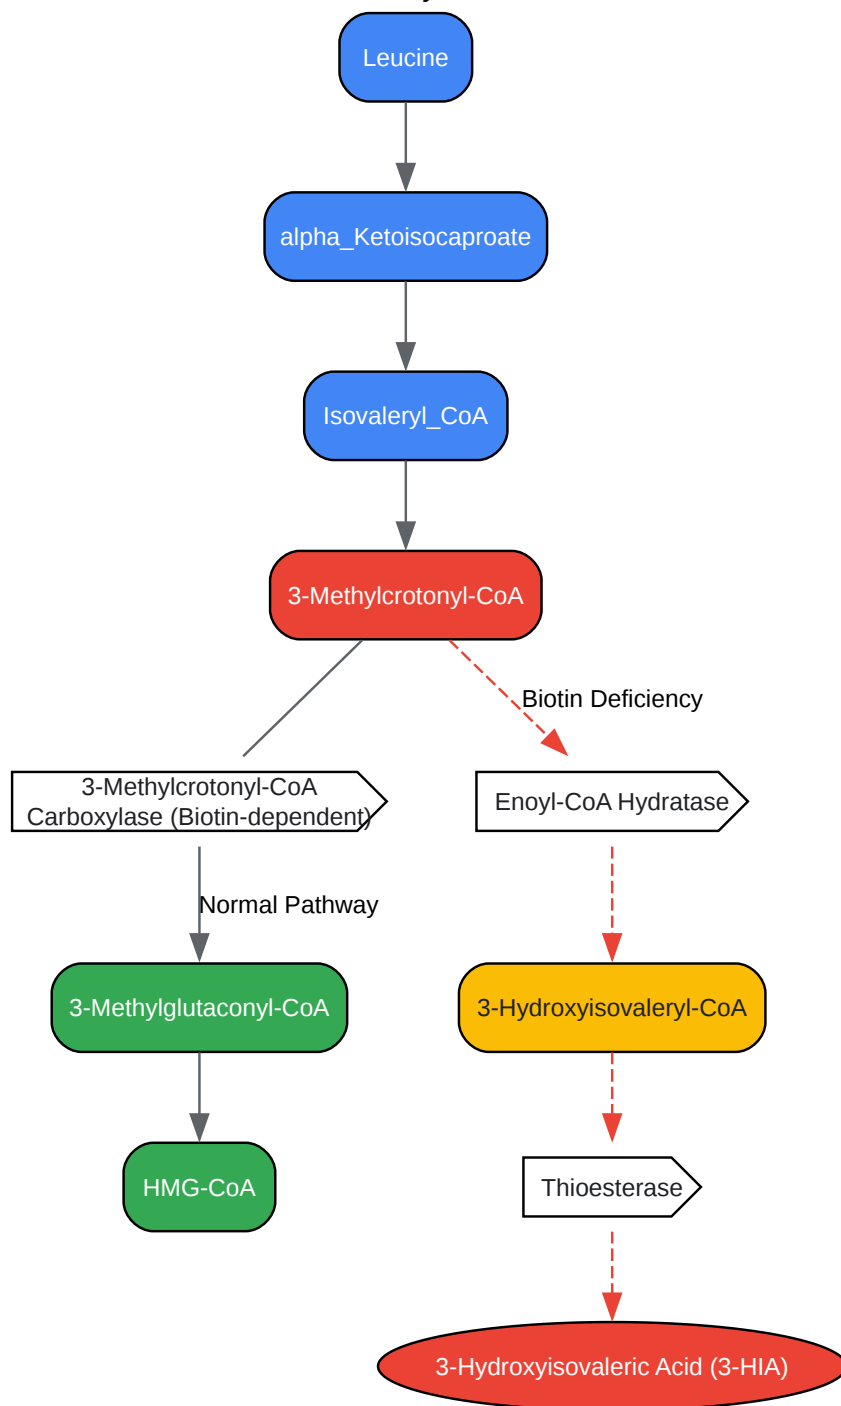 Leucine
alpha_Ketoisocaproate
Isovaleryl_CoA
3-Methylcrotonyl-CoA
Biotin Deficiency
3-Methylcrotonyl-CoA
Carboxylase (Biotin-dependent)
Enoyl-CoA Hydratase
Normal Pathway
3-Methylglutaconyl-CoA
3-Hydroxyisovaleryl-CoA
HMG-CoA
Thioesterase
3-Hydroxyisovaleric Acid (3-HIA)